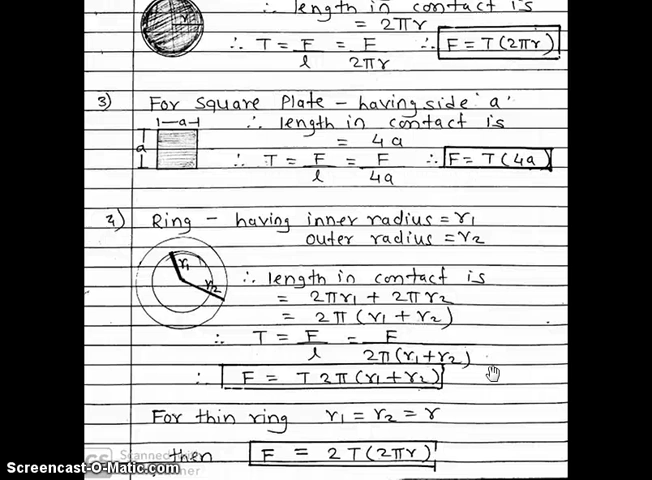 ∴ length in contact is
= 2πr
r
∴ T = F/l = F/2πr ∴ F = T(2πr)
3) For Square Plate - having side 'a'
a ∴ length in contact is
= 4a
a
∴ T = F/l = F/4a ∴ F = T(4a)
4) Ring - having inner radius = r1
outer radius = r2
r1
r2
∴ length in contact is
= 2πr1 + 2πr2
= 2π(r1+r2)
∴ T = F/l = F/2π(r1+r2)
∴ F = T 2π(r1+r2)
For thin ring r1 = r2 = r
then F = 2T(2πr)
CS Scanned
Screencast-O-Matic.com